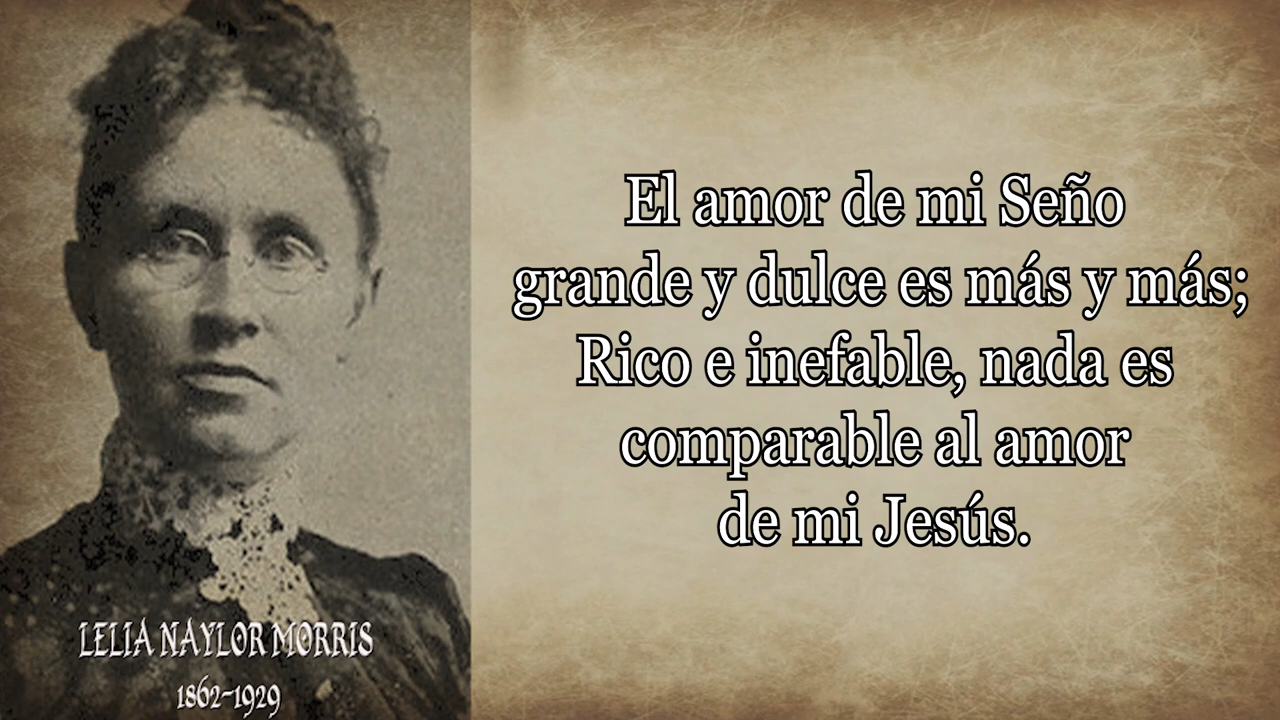 El amor de mi Seño
grande y dulce es más y más;
Rico e inefable, nada es
comparable al amor
de mi Jesús.
LELIA NAYLOR MORRIS
1862-1929